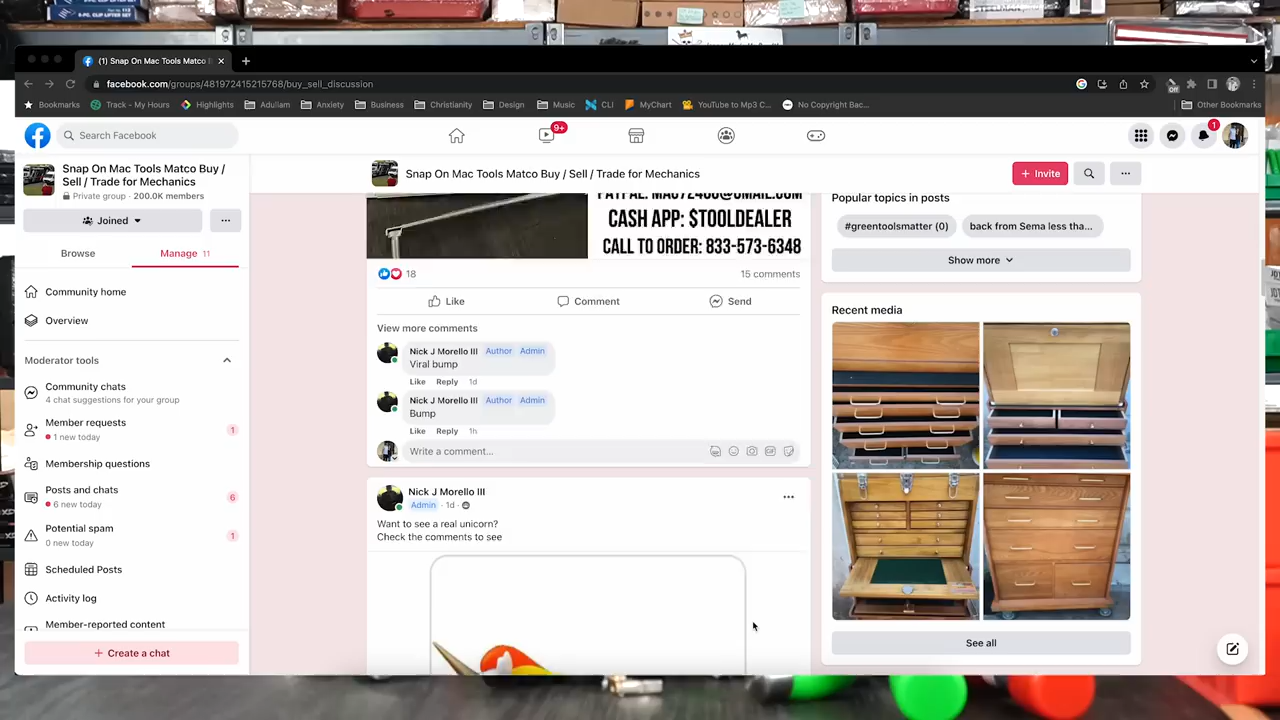 (1) Snap On Mac Tools Matco B
facebook.com/groups/481972415215768/buy_sell_discussion
Bookmarks
Track - My Hours
Highlights
Adullam
Anxiety
Business
Christianity
Design
Music
CLI
MyChart
YouTube to Mp3 C...
No Copyright Bac...
Other Bookmarks
Search Facebook
9+
1
Snap On Mac Tools Matco Buy /
Sell / Trade for Mechanics
Private group · 200.0K members
Joined
Browse
Manage 11
Community home
Overview
Moderator tools
Community chats
4 chat suggestions for your group
Member requests
1 new today
1
Membership questions
Posts and chats
6 new today
6
Potential spam
0 new today
1
Scheduled Posts
Activity log
Member-reported content
+ Create a chat
Snap On Mac Tools Matco Buy / Sell / Trade for Mechanics
+ Invite
CASH APP: $TOOLDEALER
CALL TO ORDER: 833-573-6348
18
15 comments
Like
Comment
Send
View more comments
Nick J Morello III Author Admin
Viral bump
Like Reply 1d
Nick J Morello III Author Admin
Bump
Like Reply 1h
Write a comment...
Nick J Morello III
Admin · 1d ·
Want to see a real unicorn?
Check the comments to see
Popular topics in posts
#greentoolsmatter (0)
back from Sema less tha...
Show more
Recent media
See all